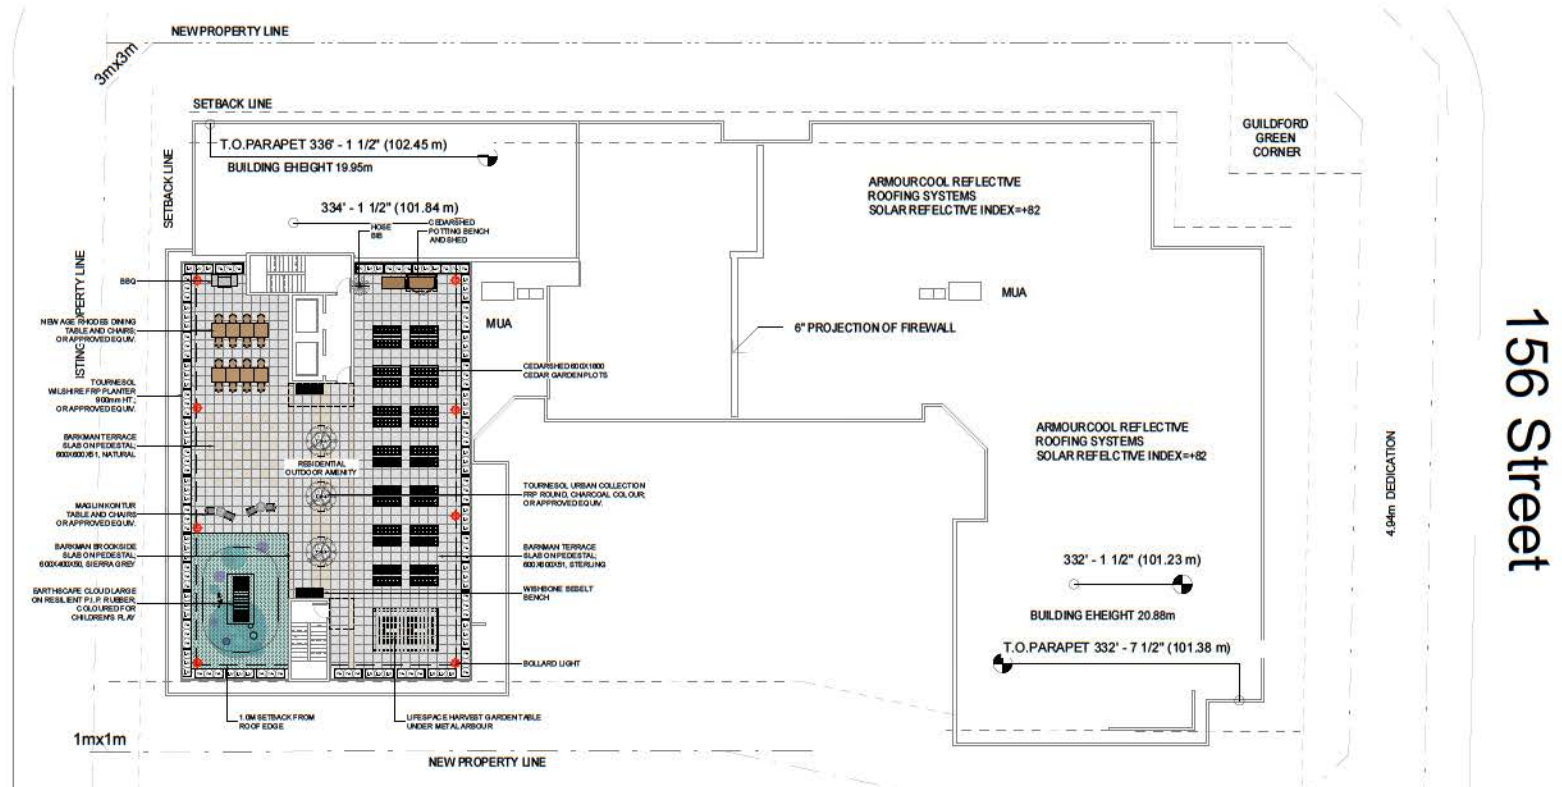 NEW PROPERTY LINE
3mx3m
SETBACK LINE
GUILDFORD
GREEN
CORNER
T.O.PARAPET 336' - 1 1/2" (102.45 m)
BUILDING EHEIGHT 19.95m
SETBACK LINE
ARMOURCOOL REFLECTIVE
ROOFING SYSTEMS
SOLAR REFELCTIVE INDEX=+82
334' - 1 1/2" (101.84 m)
HOSE
BIB
CEDARSHED
POTTING BENCH
AND SHED
ISTING PROPERTY LINE
BBQ
MUA
MUA
NEW AGE RHODES DINING
TABLE AND CHAIRS,
OR APPROVED EQUIV.
6" PROJECTION OF FIREWALL
156 Street
CEDARSHED 600X1800
CEDAR GARDEN PLOTS
TOURNESOL
WILSHIRE FRP PLANTER
900mm HT.,
OR APPROVED EQUIV.
BARKMAN TERRACE
SLAB ON PEDESTAL,
600X600X51, NATURAL
ARMOURCOOL REFLECTIVE
ROOFING SYSTEMS
SOLAR REFELCTIVE INDEX=+82
RESIDENTIAL
OUTDOOR AMENITY
4.94m DEDICATION
TOURNESOL URBAN COLLECTION
FRP ROUND, CHARCOAL COLOUR,
OR APPROVED EQUIV.
MAGLIN KONTUR
TABLE AND CHAIRS
OR APPROVED EQUIV.
BARKMAN BROOKSIDE
SLAB ON PEDESTAL,
600X400X50, SIERRA GREY
BARKMAN TERRACE
SLAB ON PEDESTAL,
600X600X51, STERLING
332' - 1 1/2" (101.23 m)
EARTHSCAPE CLOUD LARGE
ON RESILIENT P.I.P. RUBBER,
COLOURED FOR
CHILDREN'S PLAY
WISHBONE BESELT
BENCH
BUILDING EHEIGHT 20.88m
T.O.PARAPET 332' - 7 1/2" (101.38 m)
BOLLARD LIGHT
1.0M SETBACK FROM
ROOF EDGE
LIFESPACE HARVEST GARDEN TABLE
UNDER METAL ARBOUR
1mx1m
NEW PROPERTY LINE